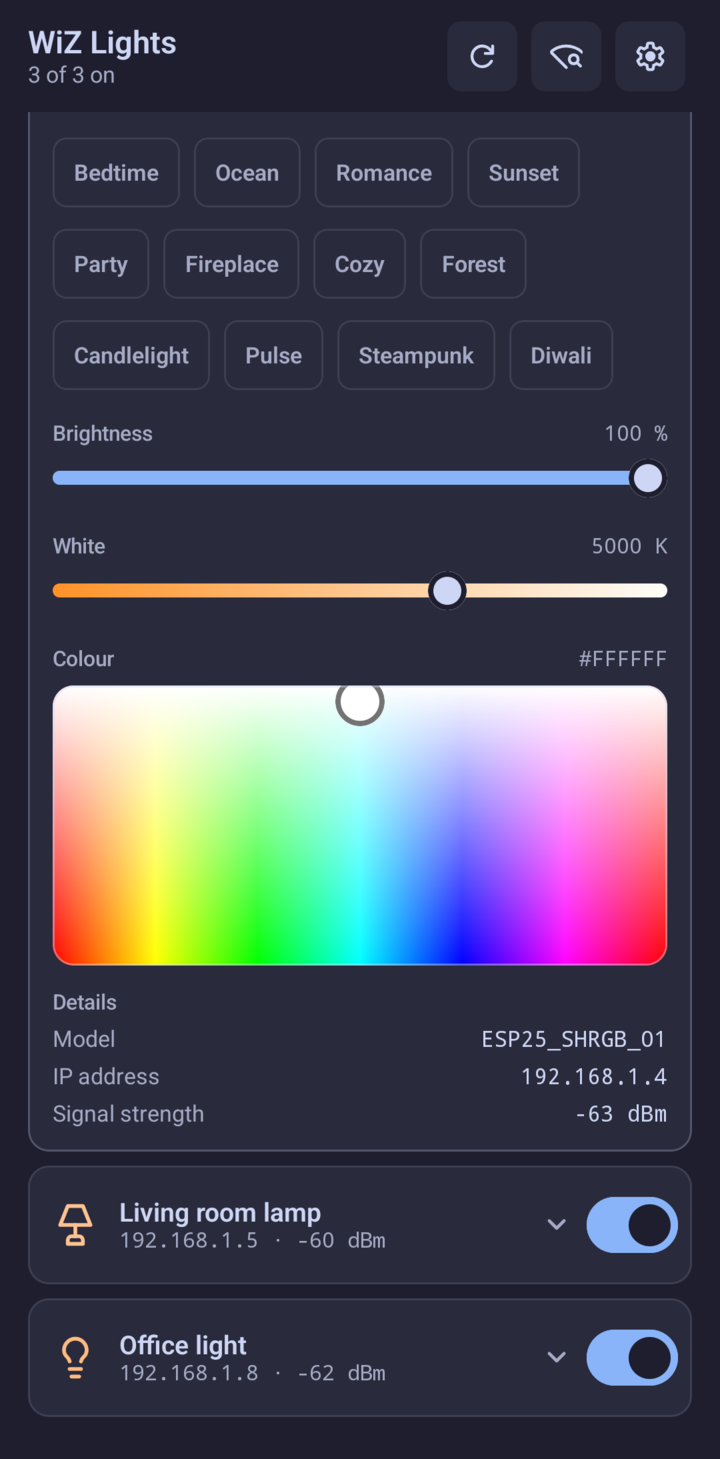 WiZ Lights
3 of 3 on
Bedtime Ocean Romance Sunset
Party Fireplace Cozy Forest
Candlelight Pulse Steampunk Diwali
Brightness 100 %
White 5000 K
Colour #FFFFFF
Details
Model ESP25_SHRGB_01
IP address 192.168.1.4
Signal strength -63 dBm
Living room lamp
192.168.1.5 · -60 dBm
Office light
192.168.1.8 · -62 dBm